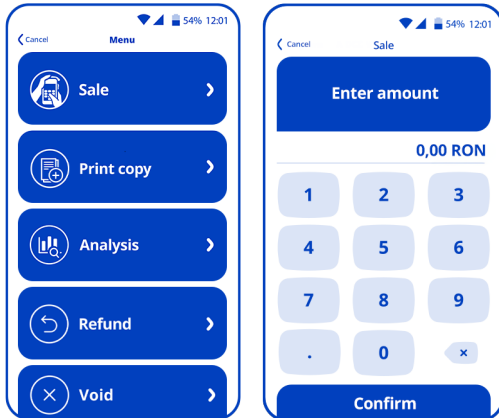 54% 12:01
Cancel
Menu
Sale
Print copy
Analysis
Refund
Void
54% 12:01
Cancel
Sale
Enter amount
0,00 RON
1 2 3
4 5 6
7 8 9
. 0 ×
Confirm